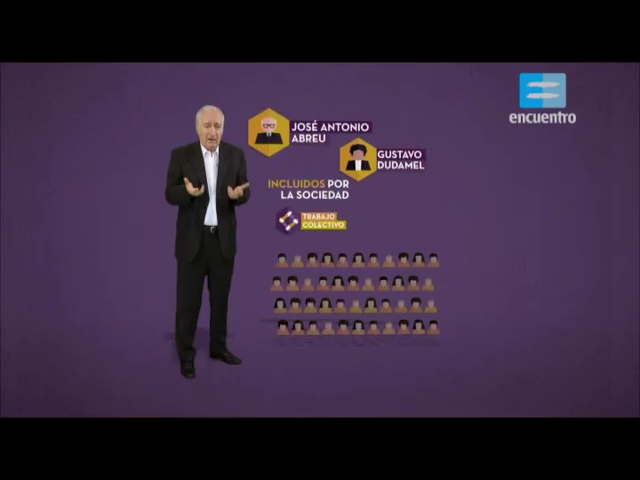 encuentro
JOSÉ ANTONIO
ABREU
GUSTAVO
DUDAMEL
INCLUIDOS POR
LA SOCIEDAD
TRABAJO
COLECTIVO